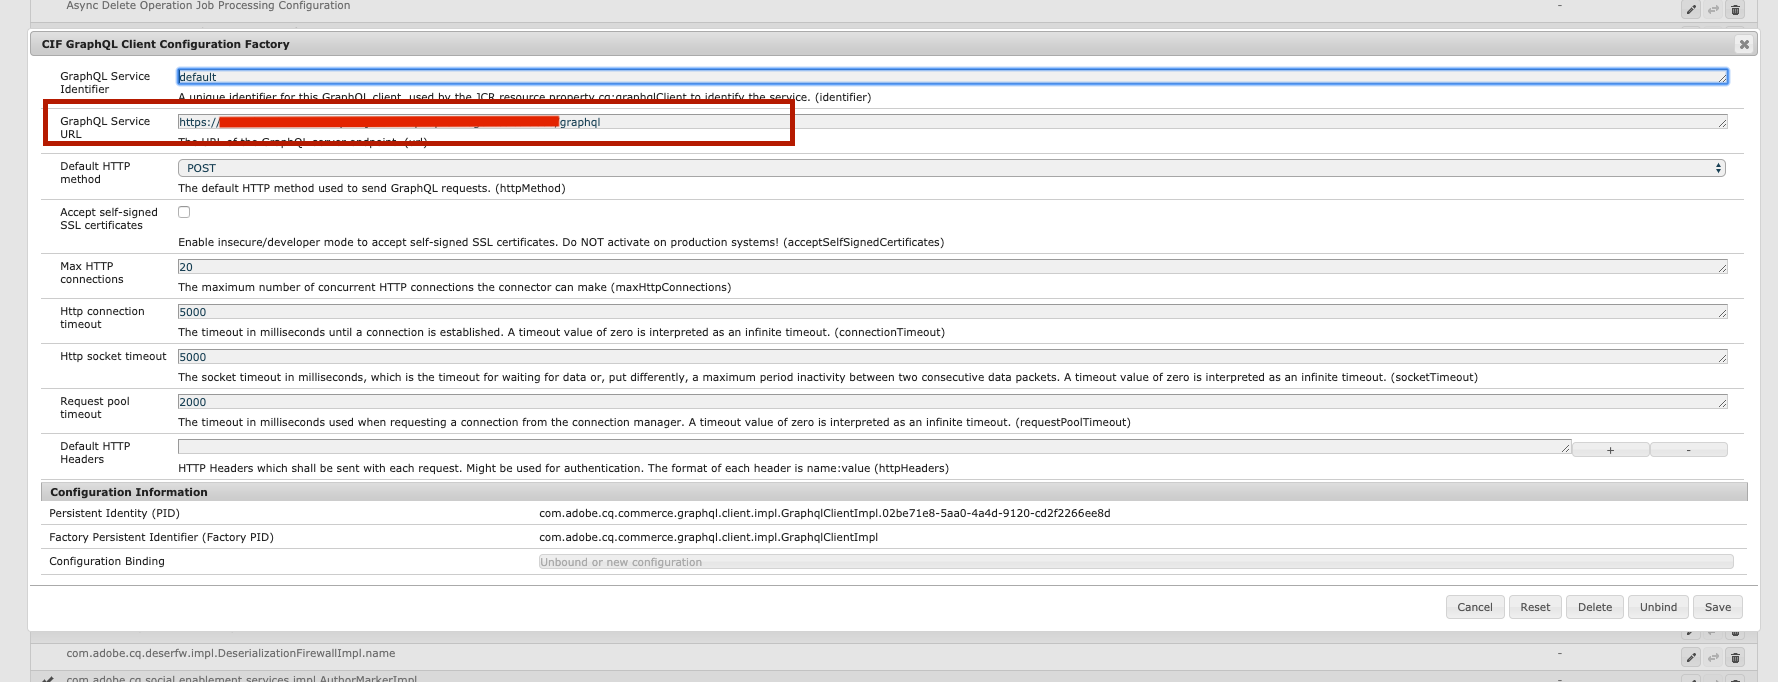 Async Delete Operation Job Processing Configuration -
CIF GraphQL Client Configuration Factory
GraphQL Service Identifier
default
A unique identifier for this GraphQL client, used by the JCR resource property cq:graphqlClient to identify the service. (identifier)
GraphQL Service URL
https:// graphql
The URL of the GraphQL server endpoint. (url)
Default HTTP method
POST
The default HTTP method used to send GraphQL requests. (httpMethod)
Accept self-signed SSL certificates
Enable insecure/developer mode to accept self-signed SSL certificates. Do NOT activate on production systems! (acceptSelfSignedCertificates)
Max HTTP connections
20
The maximum number of concurrent HTTP connections the connector can make (maxHttpConnections)
Http connection timeout
5000
The timeout in milliseconds until a connection is established. A timeout value of zero is interpreted as an infinite timeout. (connectionTimeout)
Http socket timeout
5000
The socket timeout in milliseconds, which is the timeout for waiting for data or, put differently, a maximum period inactivity between two consecutive data packets. A timeout value of zero is interpreted as an infinite timeout. (socketTimeout)
Request pool timeout
2000
The timeout in milliseconds used when requesting a connection from the connection manager. A timeout value of zero is interpreted as an infinite timeout. (requestPoolTimeout)
Default HTTP Headers
+ -
HTTP Headers which shall be sent with each request. Might be used for authentication. The format of each header is name:value (httpHeaders)
Configuration Information
Persistent Identity (PID) com.adobe.cq.commerce.graphql.client.impl.GraphqlClientImpl.02be71e8-5aa0-4a4d-9120-cd2f2266ee8d
Factory Persistent Identifier (Factory PID) com.adobe.cq.commerce.graphql.client.impl.GraphqlClientImpl
Configuration Binding Unbound or new configuration
Cancel Reset Delete Unbind Save
com.adobe.cq.deserfw.impl.DeserializationFirewallImpl.name -
com.adobe.cq.social.enablement.services.impl.AuthorMarkerImpl -